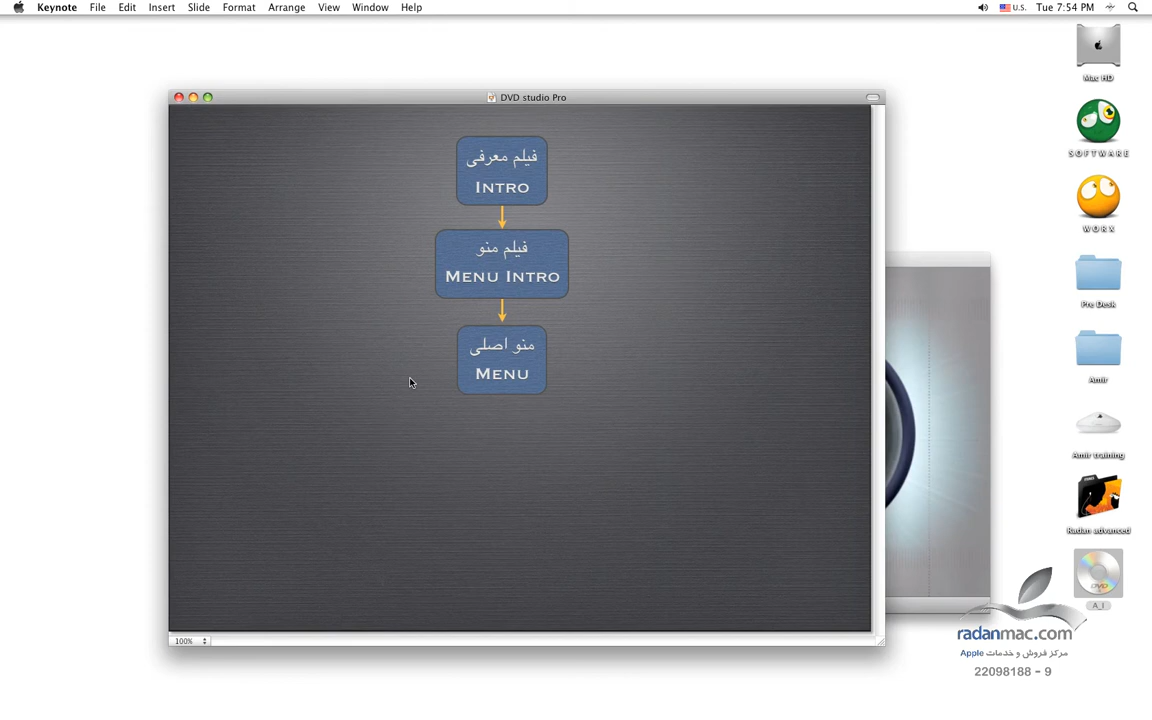 Keynote File Edit Insert Slide Format Arrange View Window Help
U.S. Tue 7:54 PM
DVD studio Pro
فیلم معرفی
INTRO
فیلم منو
MENU INTRO
منو اصلی
MENU
100%
Mac HD
SOFTWARE
WORX
Pre Desk
Amir
Amir training
Radan advanced
DVD
A_I
radanmac.com
مرکز فروش و خدمات Apple
22098188 - 9